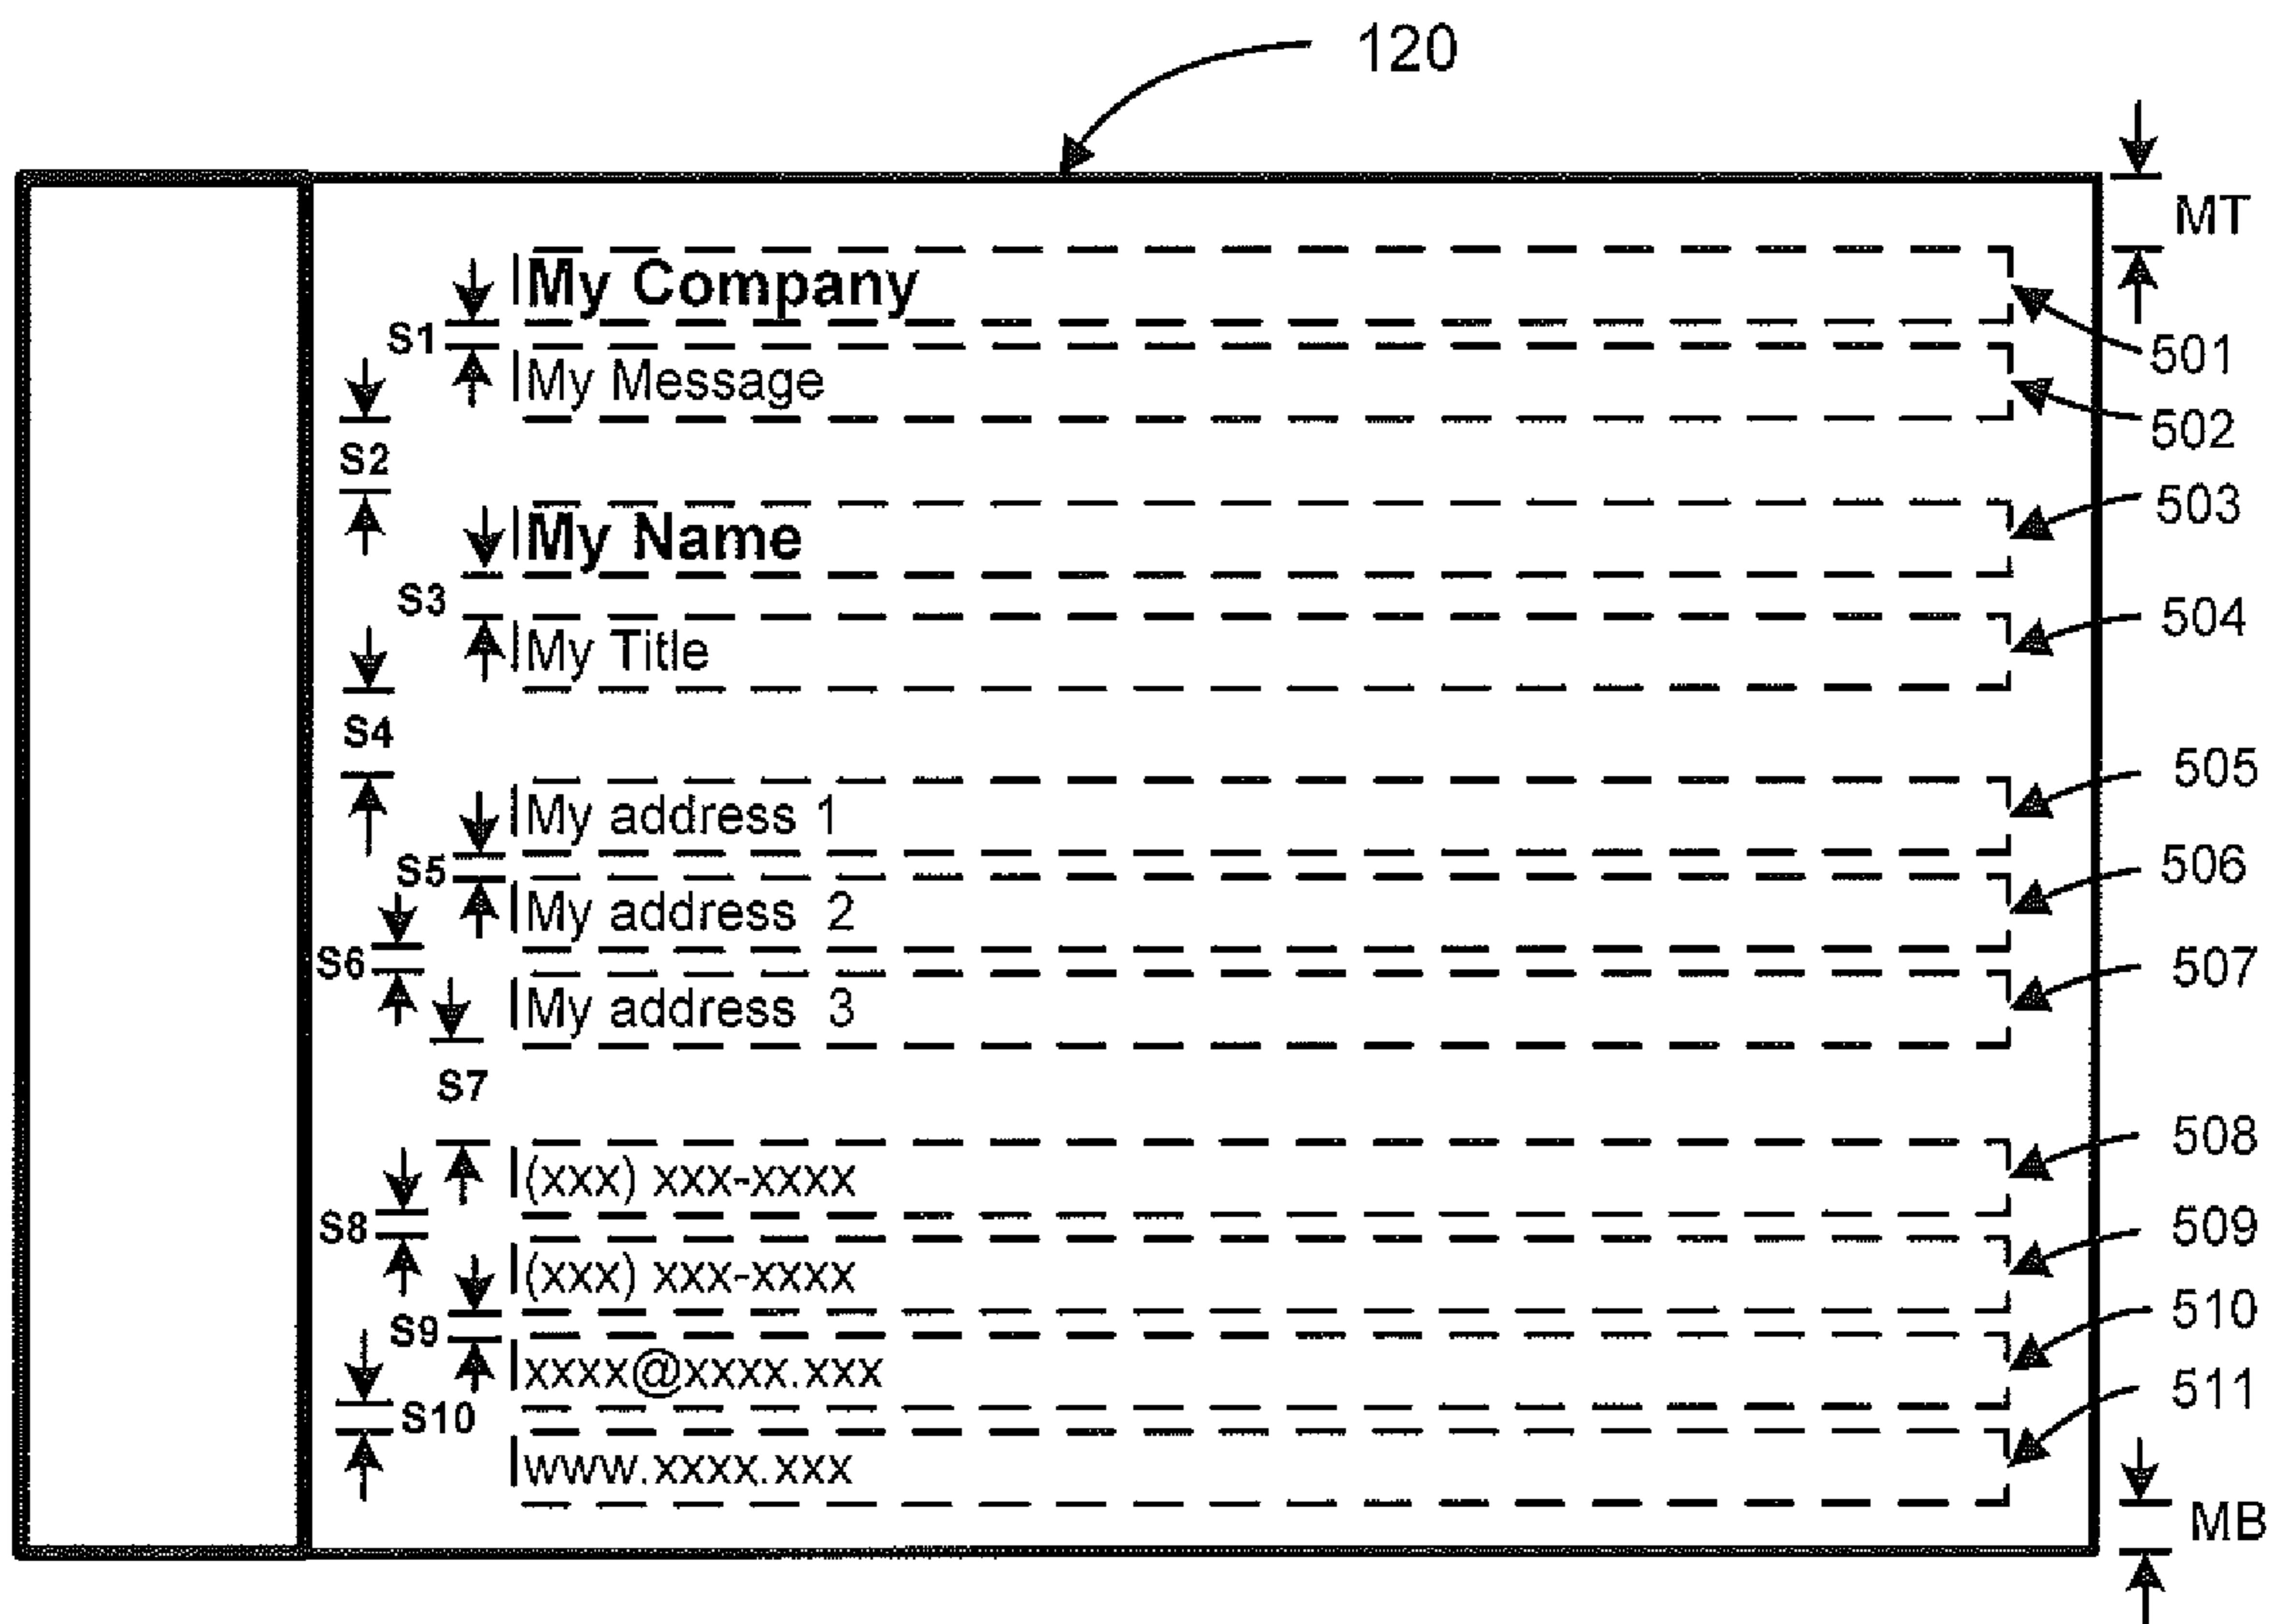 120
MT
My Company
S1
501
My Message
502
S2
503
My Name
S3
504
My Title
S4
505
My address 1
S5
506
My address 2
S6
507
My address 3
S7
508
(xxx) xxx-xxxx
S8
509
(xxx) xxx-xxxx
510
S9
xxxx@xxxx.xxx
511
S10
www.xxxx.xxx
MB